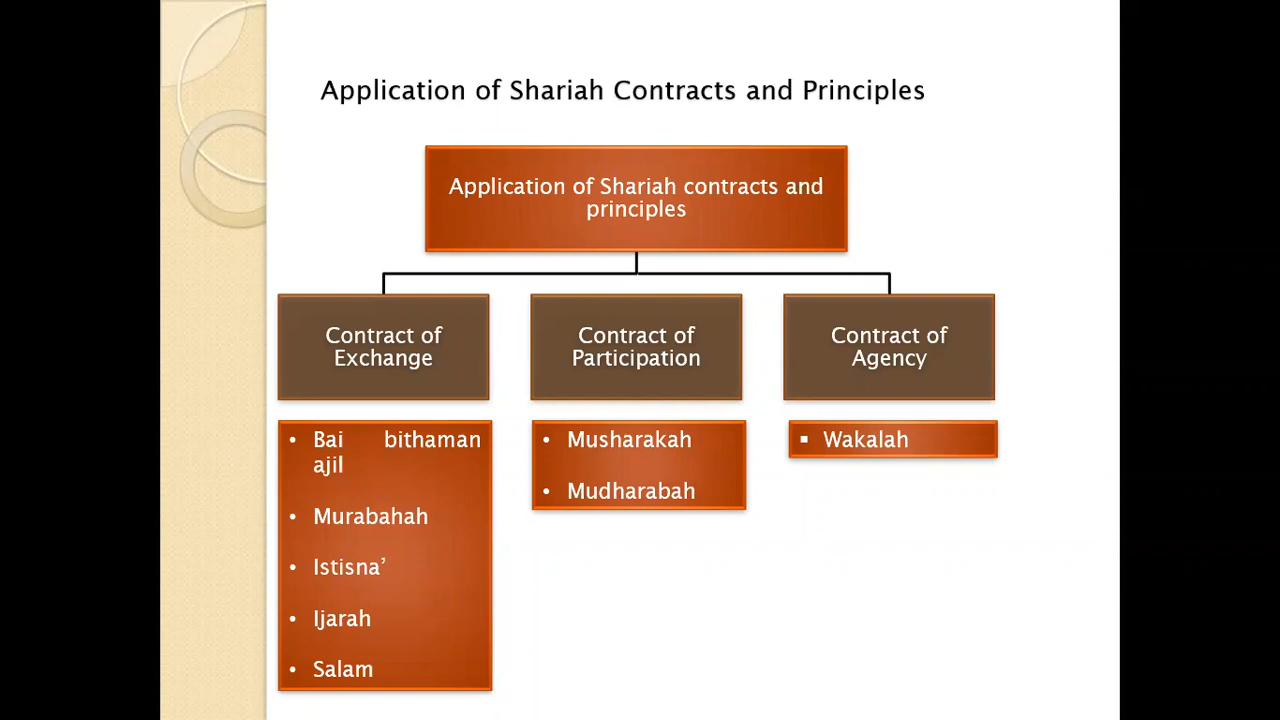 Application of Shariah Contracts and Principles
Application of Shariah contracts and
principles
Contract of
Exchange
Contract of
Participation
Contract of
Agency
• Bai bithaman
ajil
• Murabahah
• Istisna’
• Ijarah
• Salam
• Musharakah
• Mudharabah
▪ Wakalah